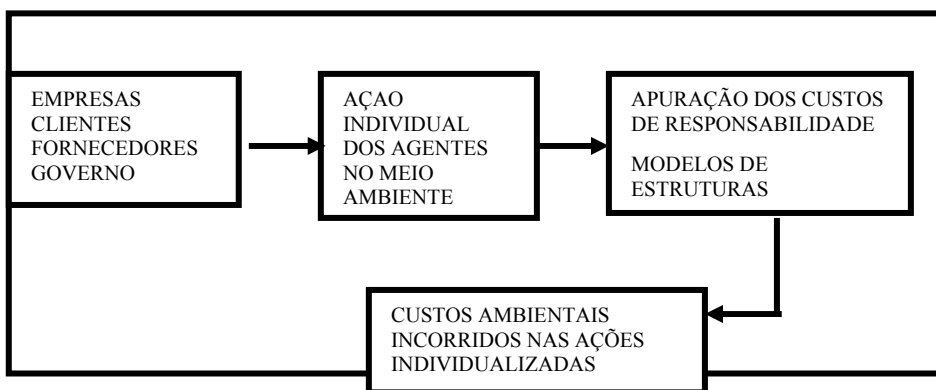 EMPRESAS
CLIENTES
FORNECEDORES
GOVERNO
AÇAO
INDIVIDUAL
DOS AGENTES
NO MEIO
AMBIENTE
APURAÇÃO DOS CUSTOS
DE RESPONSABILIDADE
MODELOS DE
ESTRUTURAS
CUSTOS AMBIENTAIS
INCORRIDOS NAS AÇÕES
INDIVIDUALIZADAS